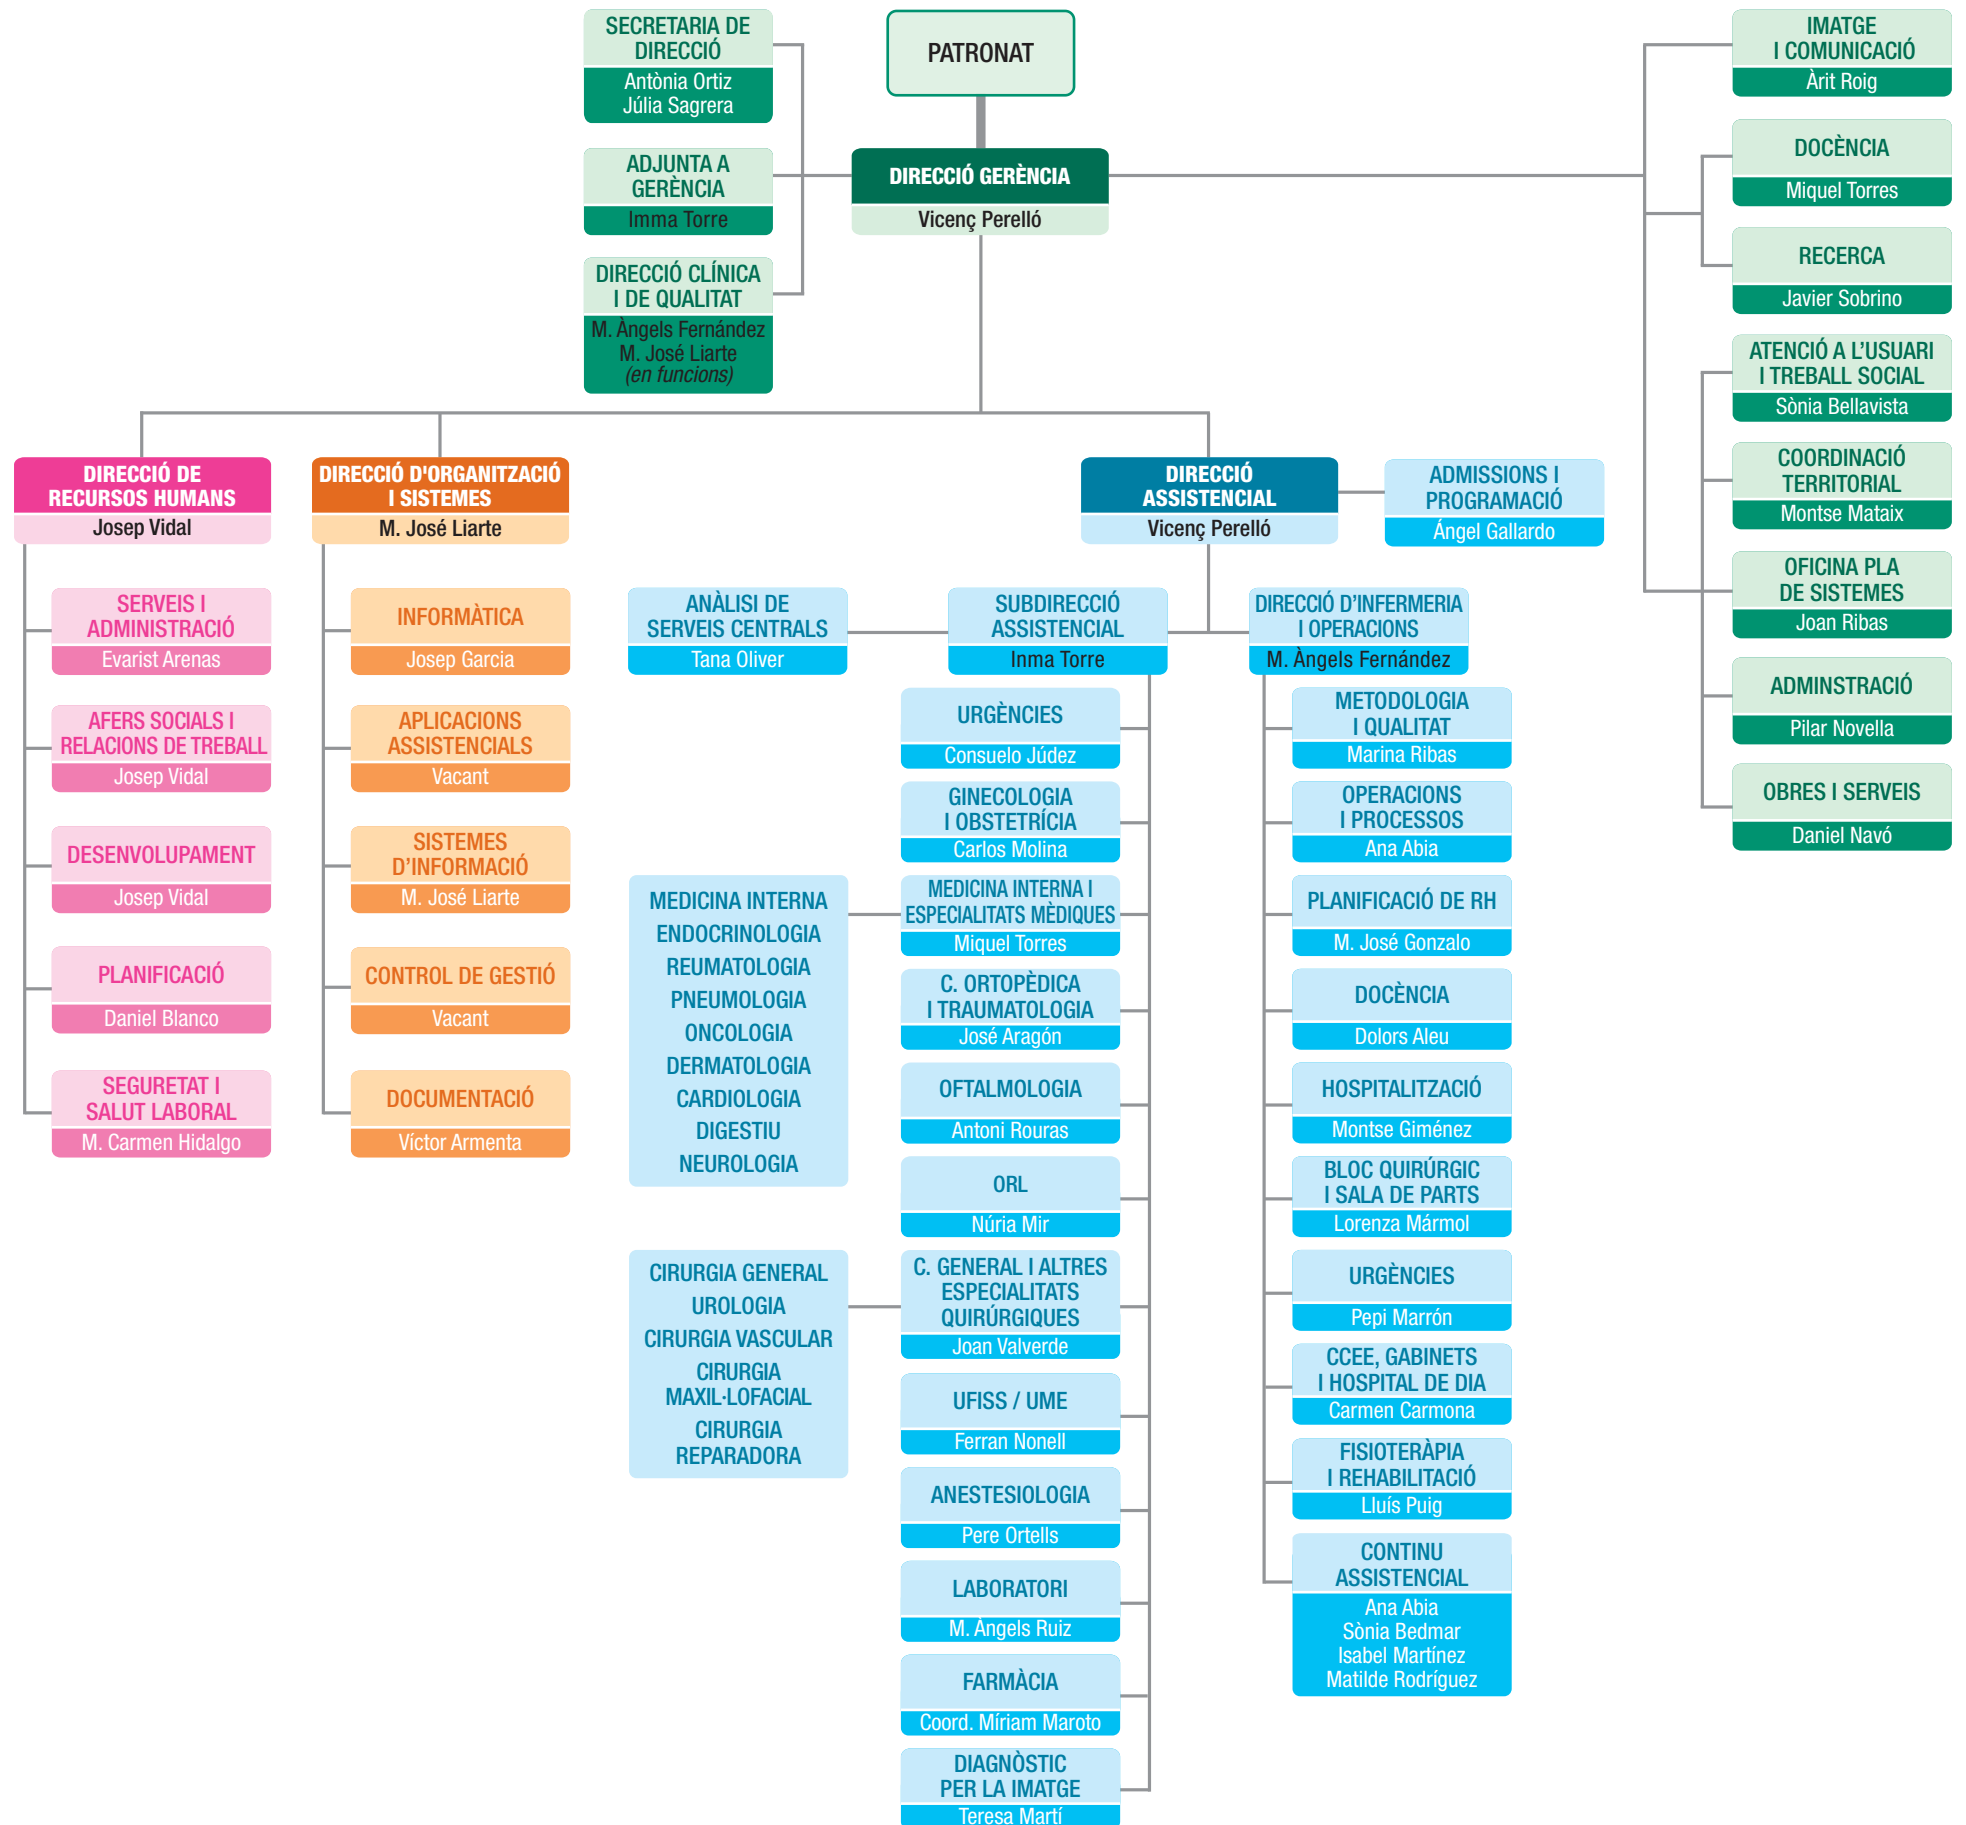 SECRETARIA DE
DIRECCIÓ
Antònia Ortiz
Júlia Sagrera
PATRONAT
IMATGE
I COMUNICACIÓ
Àrit Roig
ADJUNTA A
GERÈNCIA
Imma Torre
DIRECCIÓ GERÈNCIA
Vicenç Perelló
DOCÈNCIA
Miquel Torres
DIRECCIÓ CLÍNICA
I DE QUALITAT
M. Àngels Fernández
M. José Liarte
(en funcions)
RECERCA
Javier Sobrino
ATENCIÓ A L'USUARI
I TREBALL SOCIAL
Sònia Bellavista
COORDINACIÓ
TERRITORIAL
Montse Mataix
OFICINA PLA
DE SISTEMES
Joan Ribas
ADMINSTRACIÓ
Pilar Novella
OBRES I SERVEIS
Daniel Navó
DIRECCIÓ DE
RECURSOS HUMANS
Josep Vidal
SERVEIS I
ADMINISTRACIÓ
Evarist Arenas
AFERS SOCIALS I
RELACIONS DE TREBALL
Josep Vidal
DESENVOLUPAMENT
Josep Vidal
PLANIFICACIÓ
Daniel Blanco
SEGURETAT I
SALUT LABORAL
M. Carmen Hidalgo
DIRECCIÓ D'ORGANITZACIÓ
I SISTEMES
M. José Liarte
INFORMÀTICA
Josep Garcia
APLICACIONS
ASSISTENCIALS
Vacant
SISTEMES
D'INFORMACIÓ
M. José Liarte
CONTROL DE GESTIÓ
Vacant
DOCUMENTACIÓ
Víctor Armenta
DIRECCIÓ
ASSISTENCIAL
Vicenç Perelló
ADMISSIONS I
PROGRAMACIÓ
Ángel Gallardo
ANÀLISI DE
SERVEIS CENTRALS
Tana Oliver
SUBDIRECCIÓ
ASSISTENCIAL
Inma Torre
URGÈNCIES
Consuelo Júdez
GINECOLOGIA
I OBSTETRÍCIA
Carlos Molina
MEDICINA INTERNA I
ESPECIALITATS MÈDIQUES
Miquel Torres
MEDICINA INTERNA
ENDOCRINOLOGIA
REUMATOLOGIA
PNEUMOLOGIA
ONCOLOGIA
DERMATOLOGIA
CARDIOLOGIA
DIGESTIU
NEUROLOGIA
C. ORTOPÈDICA
I TRAUMATOLOGIA
José Aragón
OFTALMOLOGIA
Antoni Rouras
ORL
Núria Mir
C. GENERAL I ALTRES
ESPECIALITATS
QUIRÚRGIQUES
Joan Valverde
CIRURGIA GENERAL
UROLOGIA
CIRURGIA VASCULAR
CIRURGIA
MAXIL·LOFACIAL
CIRURGIA
REPARADORA
UFISS / UME
Ferran Nonell
ANESTESIOLOGIA
Pere Ortells
LABORATORI
M. Àngels Ruiz
FARMÀCIA
Coord. Míriam Maroto
DIAGNÒSTIC
PER LA IMATGE
Teresa Martí
DIRECCIÓ D'INFERMERIA
I OPERACIONS
M. Àngels Fernández
METODOLOGIA
I QUALITAT
Marina Ribas
OPERACIONS
I PROCESSOS
Ana Abia
PLANIFICACIÓ DE RH
M. José Gonzalo
DOCÈNCIA
Dolors Aleu
HOSPITALITZACIÓ
Montse Giménez
BLOC QUIRÚRGIC
I SALA DE PARTS
Lorenza Mármol
URGÈNCIES
Pepi Marrón
CCEE, GABINETS
I HOSPITAL DE DIA
Carmen Carmona
FISIOTERÀPIA
I REHABILITACIÓ
Lluís Puig
CONTINU
ASSISTENCIAL
Ana Abia
Sònia Bedmar
Isabel Martínez
Matilde Rodríguez